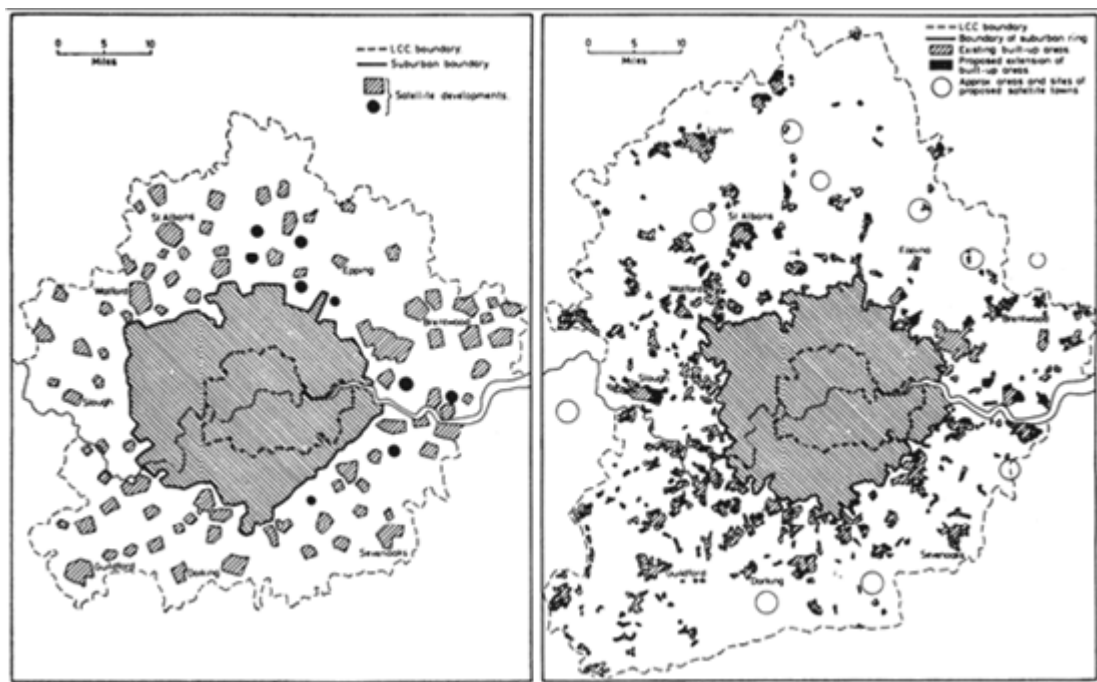 0 5 10
Miles
LCC boundary
Suburban boundary
Satellite developments
St Albans
Epping
Watford
Brentwood
Slough
Sevenoaks
Guildford
Dorking
0 5 10
Miles
LCC boundary
Boundary of suburban ring
Existing built-up areas
Proposed extension of
built-up areas
Approx areas and sites of
proposed satellite towns
Luton
St Albans
Epping
Watford
Brentwood
Slough
Sevenoaks
Guildford
Dorking